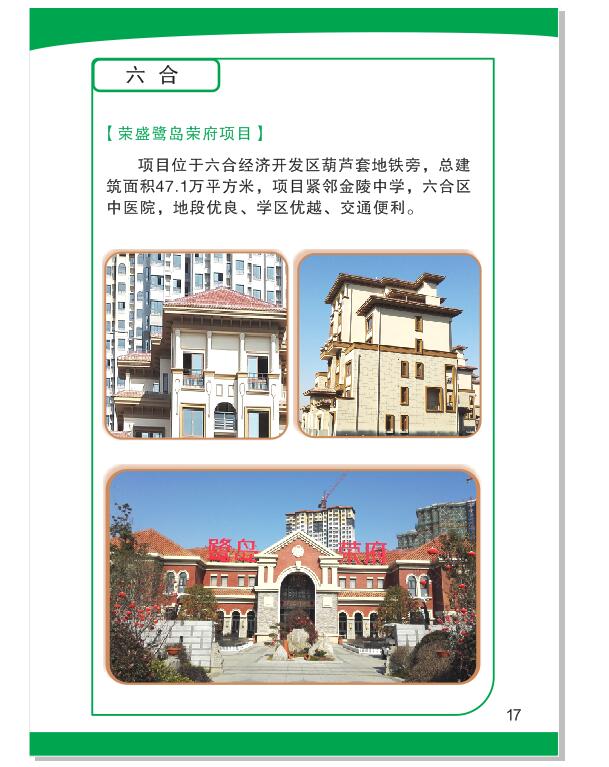 六 合
【荣盛鹭岛荣府项目】
项目位于六合经济开发区葫芦套地铁旁，总建
筑面积47.1万平方米，项目紧邻金陵中学，六合区
中医院，地段优良、学区优越、交通便利。
鹭岛 荣府
17